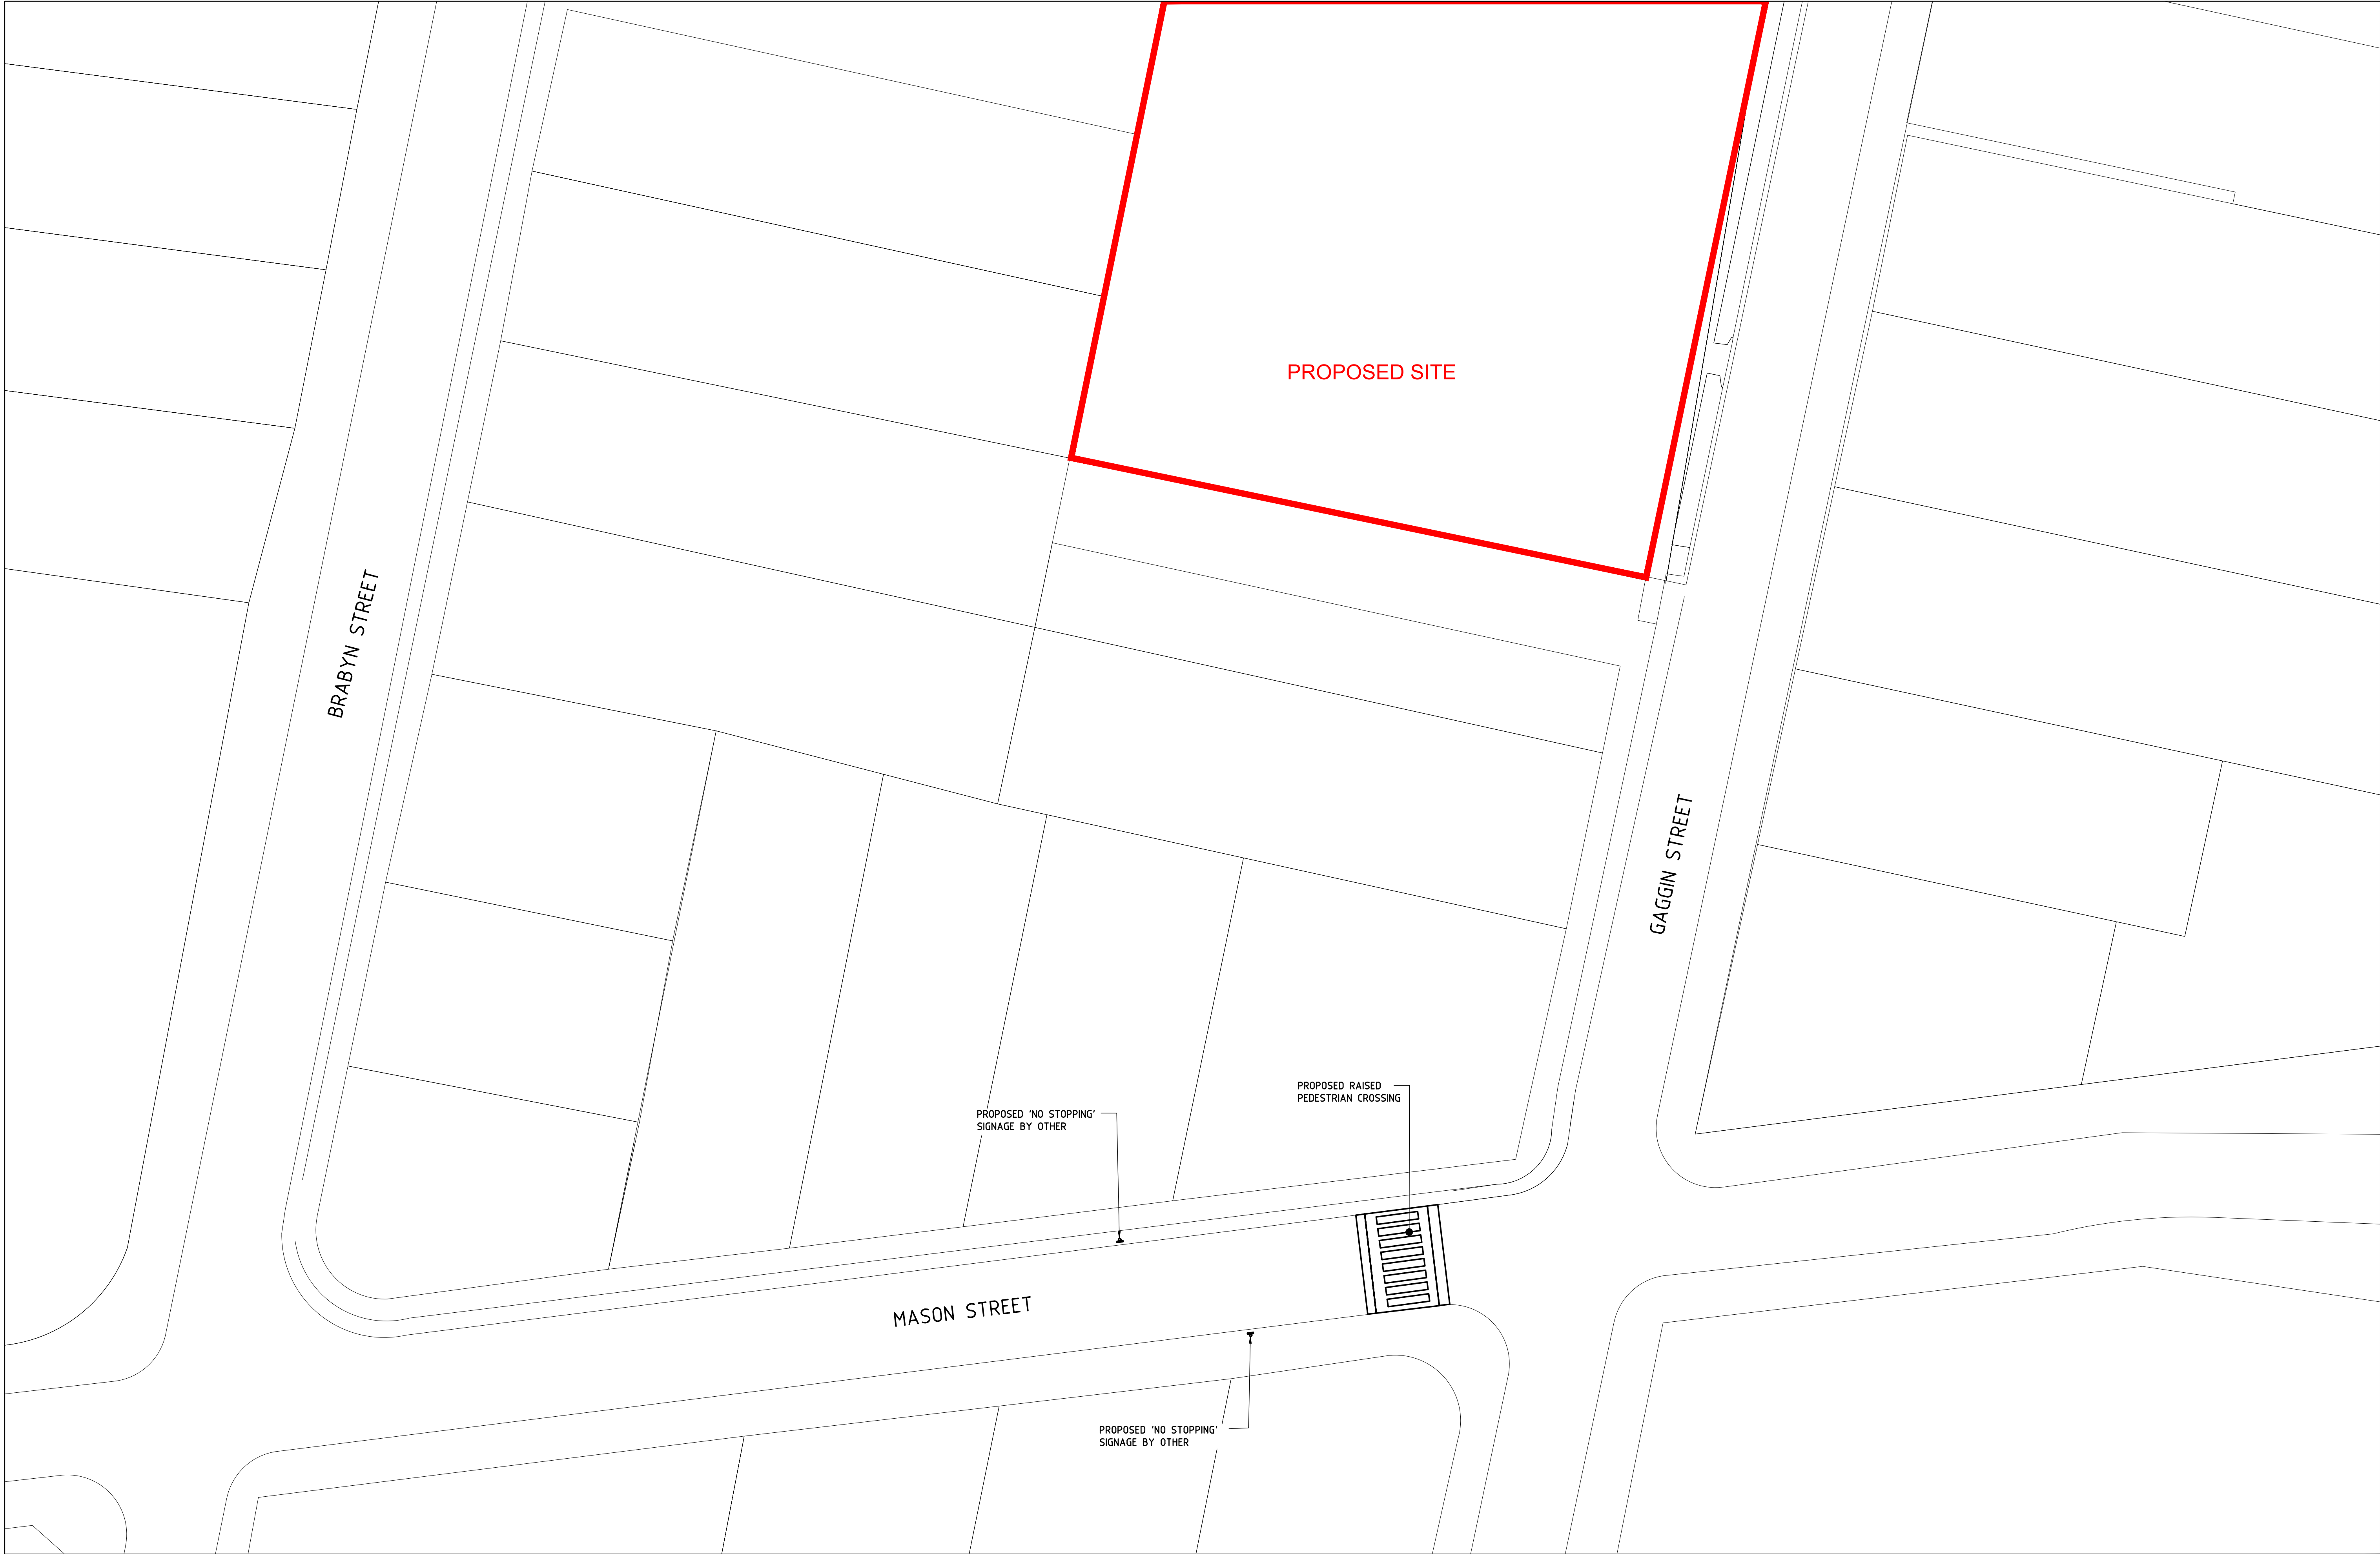 PROPOSED SITE
BRABYN STREET
GAGGIN STREET
PROPOSED RAISED
PEDESTRIAN CROSSING
PROPOSED 'NO STOPPING'
SIGNAGE BY OTHER
MASON STREET
PROPOSED 'NO STOPPING'
SIGNAGE BY OTHER